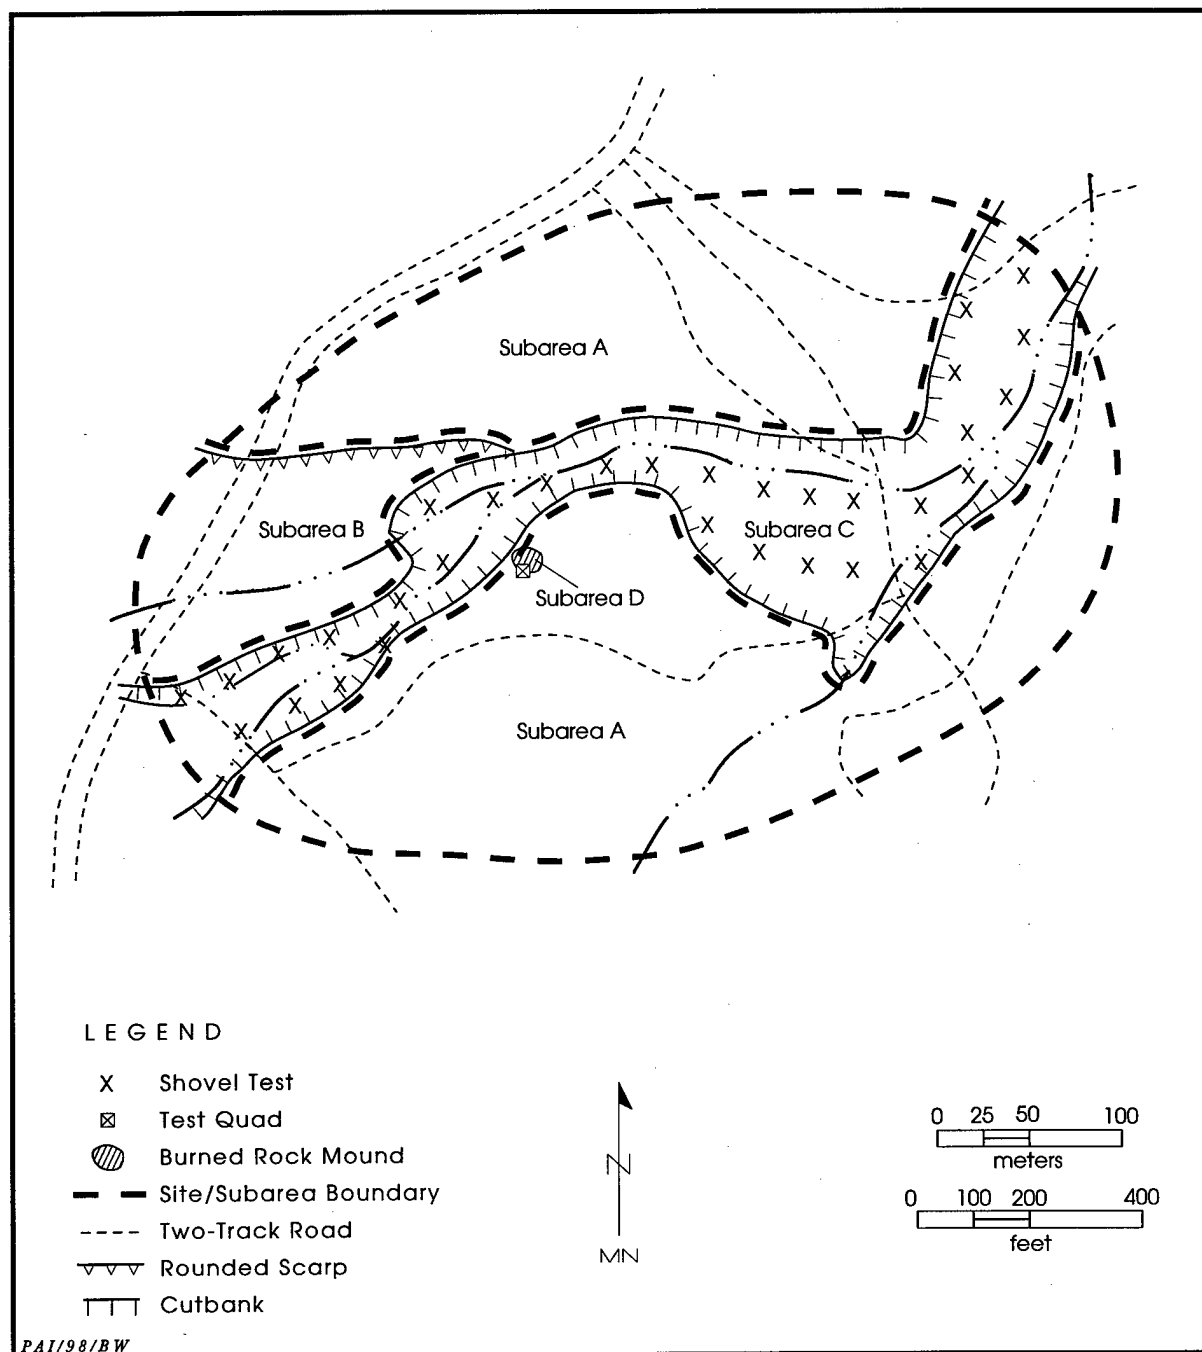 Subarea A
Subarea B
Subarea C
Subarea D
Subarea A
LEGEND
X Shovel Test
Test Quad
Burned Rock Mound
Site/Subarea Boundary
Two-Track Road
Rounded Scarp
Cutbank
N
MN
0 25 50 100
meters
0 100 200 400
feet
PAI/98/BW